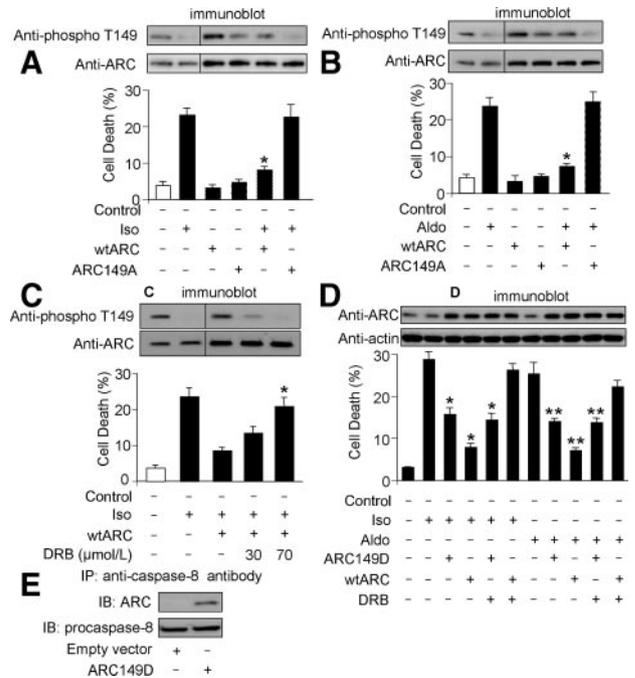 immunoblot
Anti-phospho T149
A
Anti-ARC
Cell Death (%)
30
20
10
0
Control – – – – – –
Iso – + – – + +
wtARC – – + – + –
ARC149A – – – + – +
immunoblot
Anti-phospho T149
B
Anti-ARC
Cell Death (%)
30
20
10
0
Control – – – – – –
Aldo – + – – + +
wtARC – – + – + –
ARC149A – – – + – +
C
C
immunoblot
Anti-phospho T149
Anti-ARC
Cell Death (%)
30
20
10
0
Control – – – – –
Iso – + + + +
wtARC – – + + +
DRB (µmol/L) – – – 30 70
D
D
immunoblot
Anti-ARC
Anti-actin
Cell Death (%)
30
20
10
0
Control – – – – – – – – – – –
Iso – + + + + + – – – – –
Aldo – – – – – – + + + + +
ARC149D – – + – + – – + – + –
wtARC – – – + – + – – + – +
DRB – – – – + + – – – + +
E
IP: anti-caspase-8 antibody
IB: ARC
IB: procaspase-8
Empty vector + –
ARC149D – +